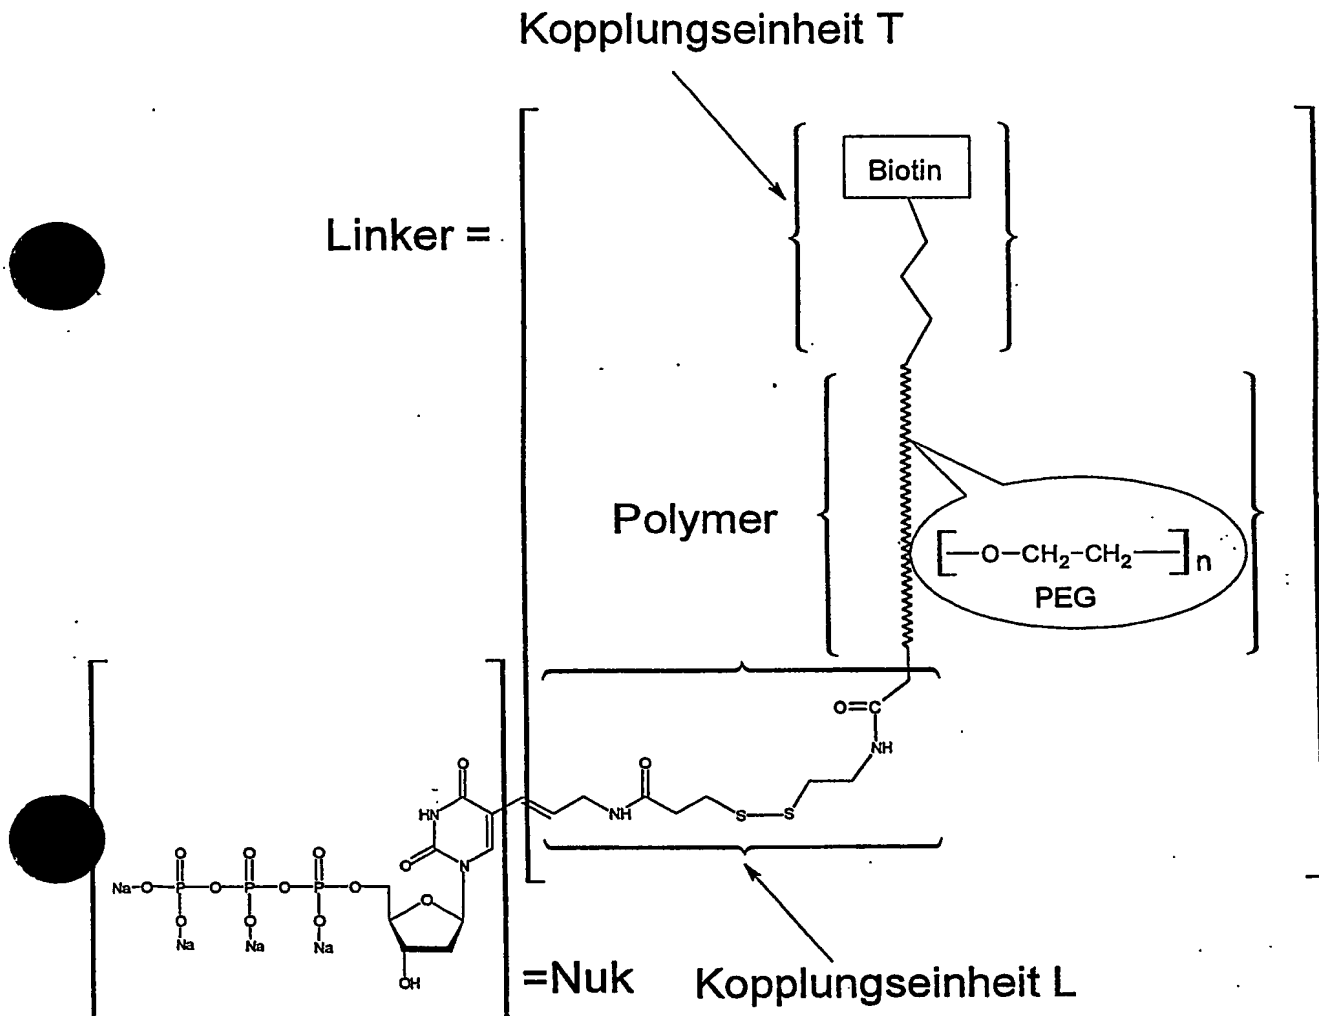 Kopplungseinheit T
Biotin
Linker =
Polymer
[—O—CH₂–CH₂—]n
PEG
O=C
NH
O
O
HN
NH
S—S
O
N
O
O
O
Na—O—P—O—P—O—P—O
O
O
O
O
Na
Na
Na
OH
=Nuk
Kopplungseinheit L